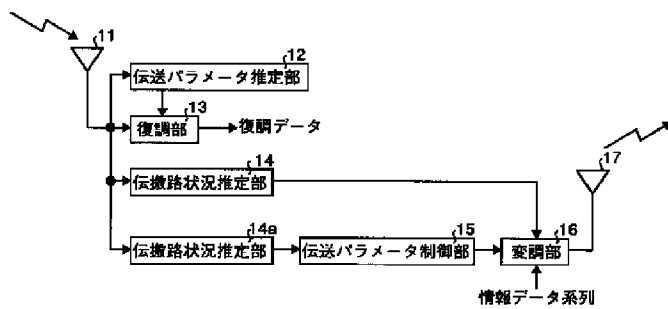 11
12
伝送パラメータ推定部
13
復調部
復調データ
14
伝搬路状況推定部
17
14a
伝搬路状況推定部
15
伝送パラメータ制御部
16
変調部
情報データ系列